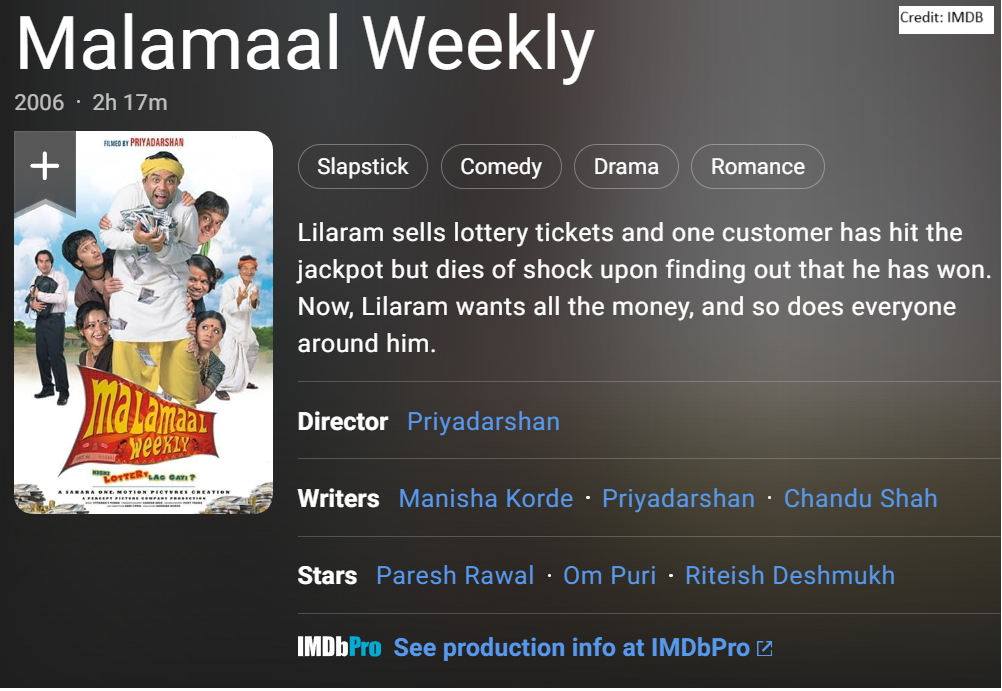 Malamaal Weekly
Credit: IMDB
2006 · 2h 17m
FILMED BY PRIYADARSHAN
MALAMAAL
WEEKLY
KISKI LOTTERY LAG GAYI ?
A SAHARA ONE MOTION PICTURES CREATION
A PERCEPT PICTURE COMPANY PRODUCTION
Slapstick
Comedy
Drama
Romance
Lilaram sells lottery tickets and one customer has hit the
jackpot but dies of shock upon finding out that he has won.
Now, Lilaram wants all the money, and so does everyone
around him.
Director Priyadarshan
Writers Manisha Korde · Priyadarshan · Chandu Shah
Stars Paresh Rawal · Om Puri · Riteish Deshmukh
IMDbPro See production info at IMDbPro